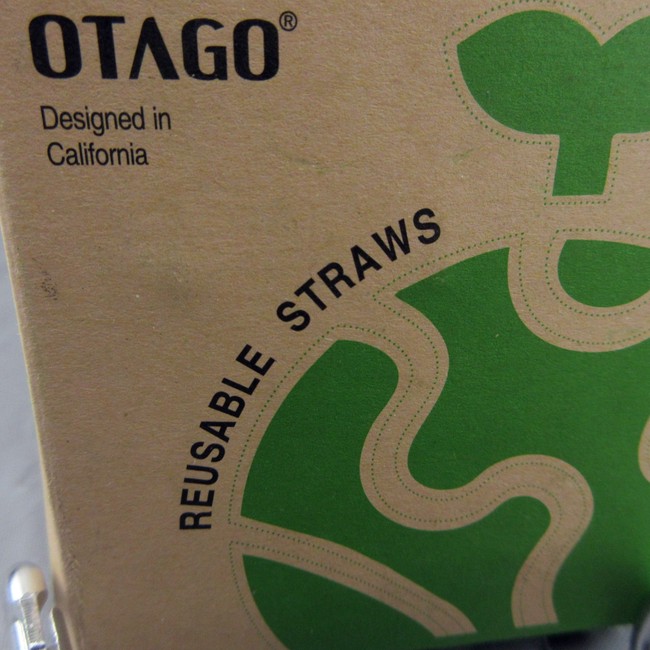 OTAGO®
Designed in
California
REUSABLE STRAWS